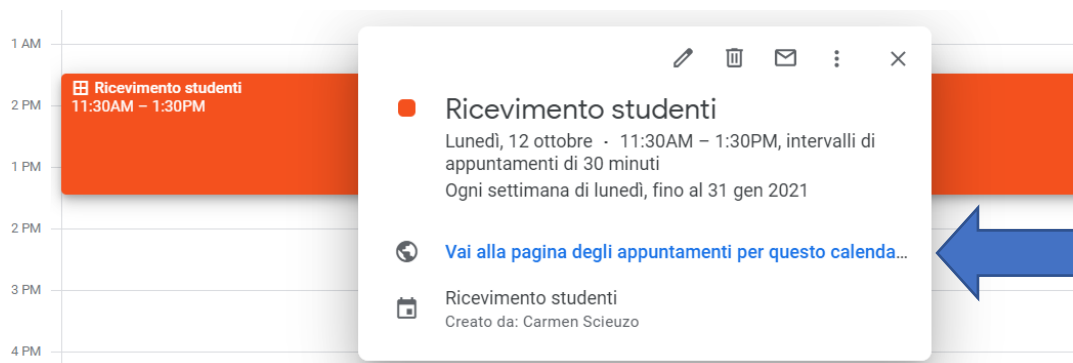 1 AM
2 PM
1 PM
2 PM
3 PM
4 PM
Ricevimento studenti
11:30AM – 1:30PM
Ricevimento studenti
Lunedì, 12 ottobre · 11:30AM – 1:30PM, intervalli di
appuntamenti di 30 minuti
Ogni settimana di lunedì, fino al 31 gen 2021
Vai alla pagina degli appuntamenti per questo calenda...
Ricevimento studenti
Creato da: Carmen Scieuzo